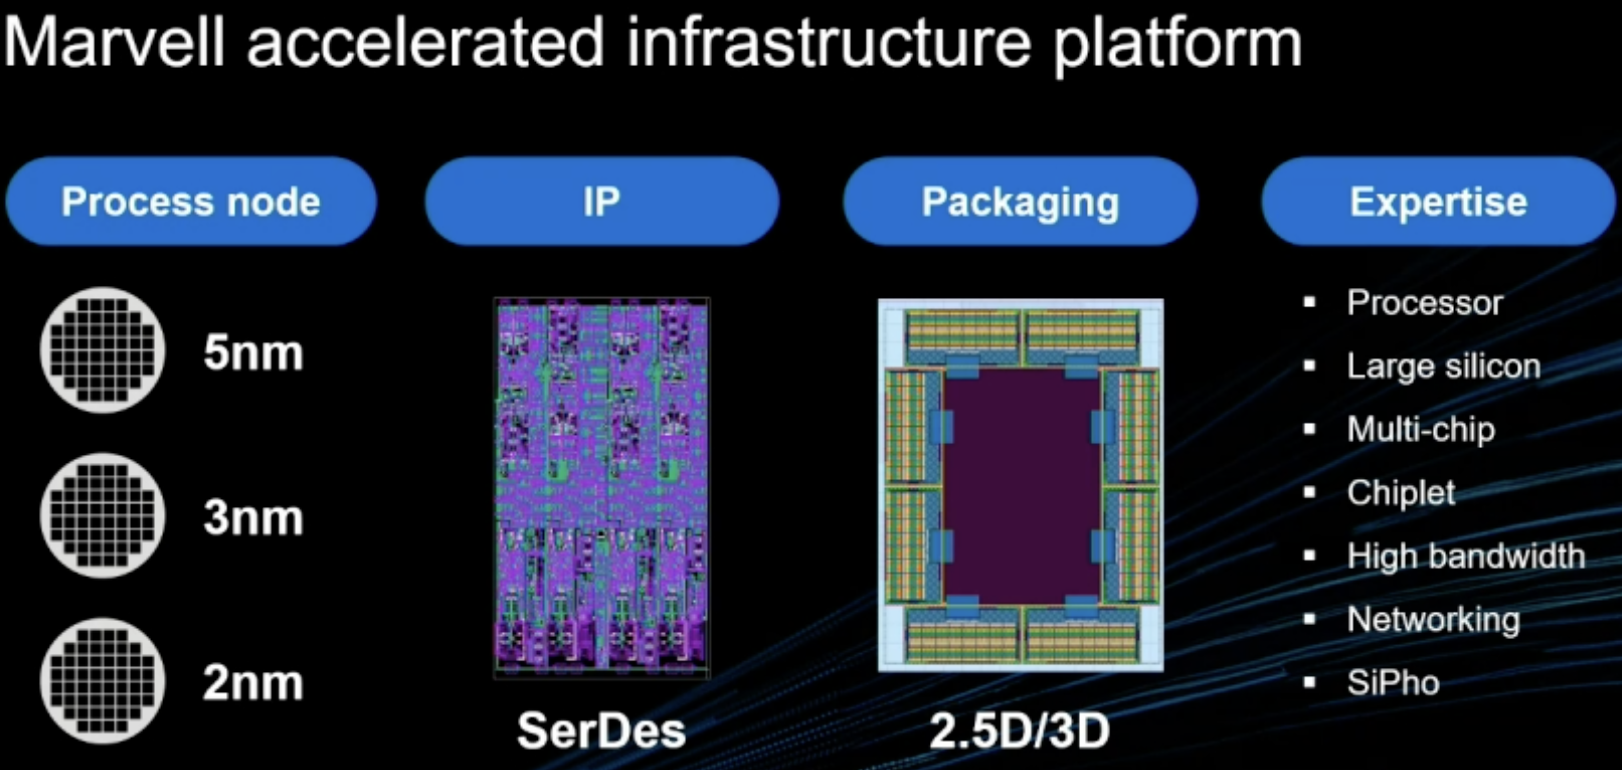 Marvell accelerated infrastructure platform
Process node
IP
Packaging
Expertise
5nm
3nm
2nm
SerDes
2.5D/3D
▪ Processor
▪ Large silicon
▪ Multi-chip
▪ Chiplet
▪ High bandwidth
▪ Networking
▪ SiPho